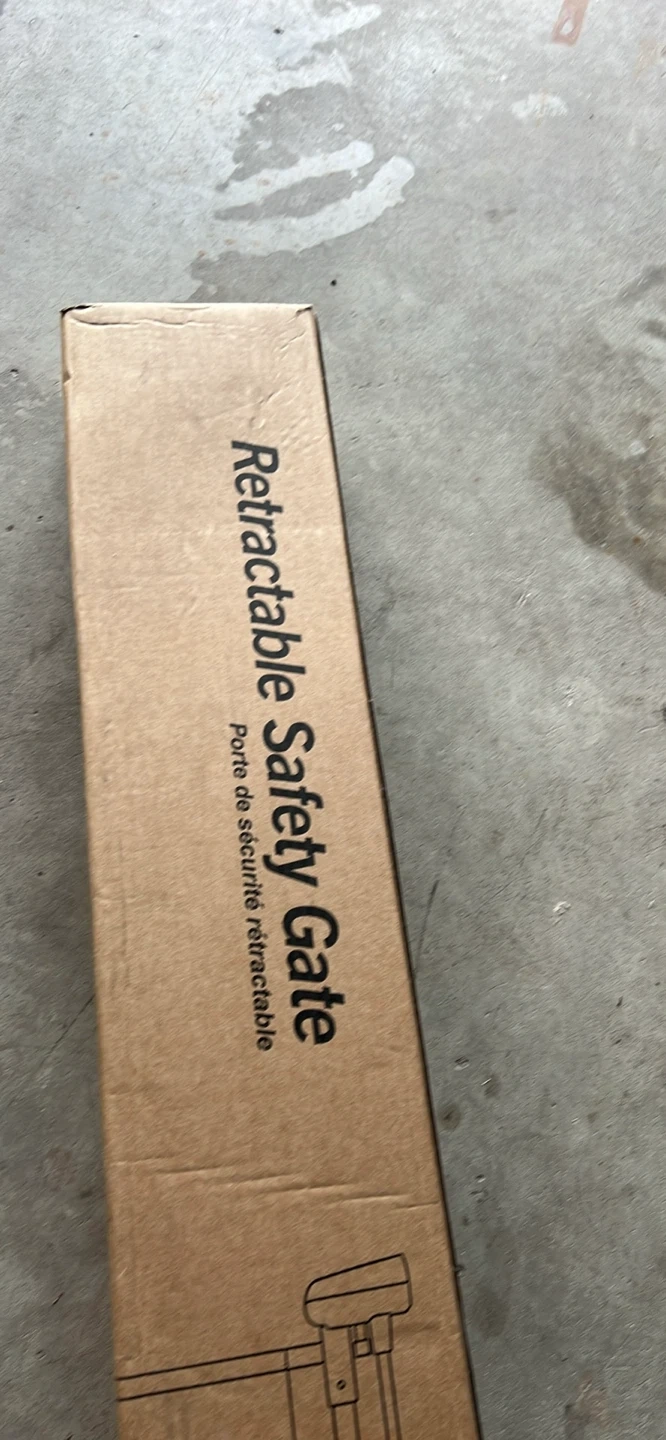 Retractable Safety Gate
Porte de sécurité rétractable